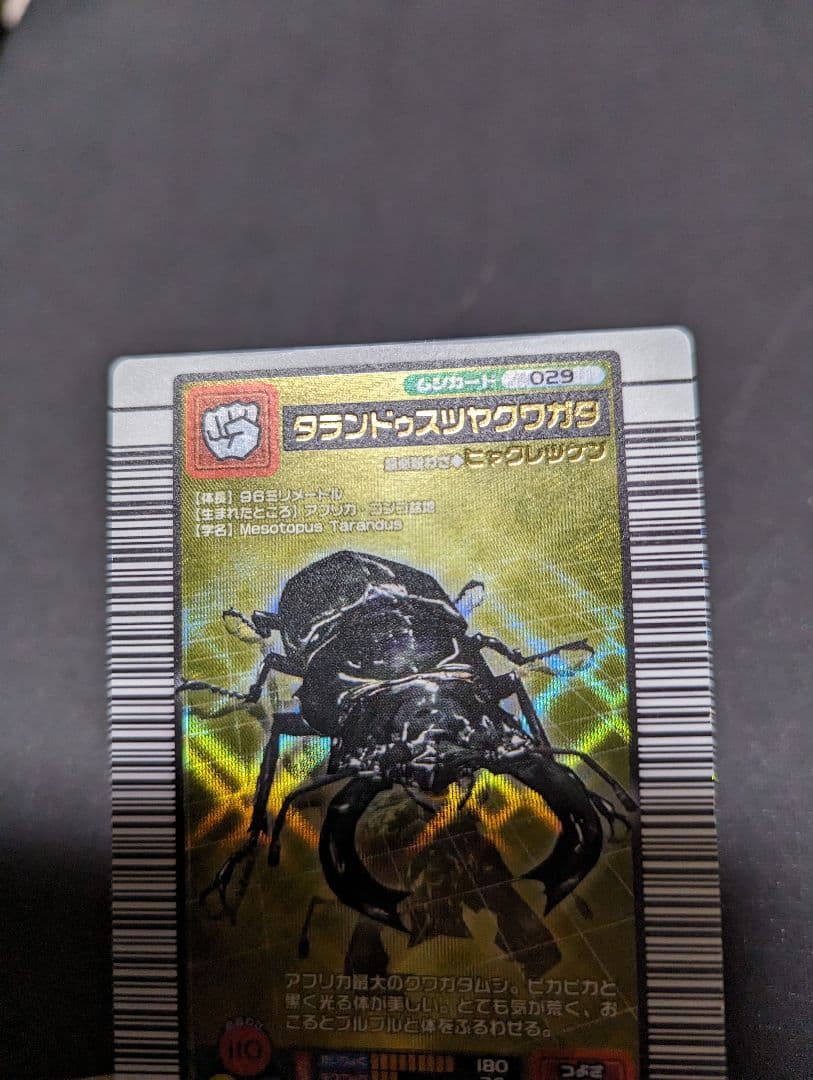 ムシカード 029
タランドゥスツヤクワガタ
超必殺わざ◆ヒャクレツケン
【体長】96ミリメートル
【生まれたところ】アフリカ・コンゴ盆地
【学名】Mesotopus Tarandus
アフリカ最大のクワガタムシ。ピカピカと
黒く光る体が美しい。とても気が荒く、お
こるとブルブルと体をふるわせる。
110
180
つよさ